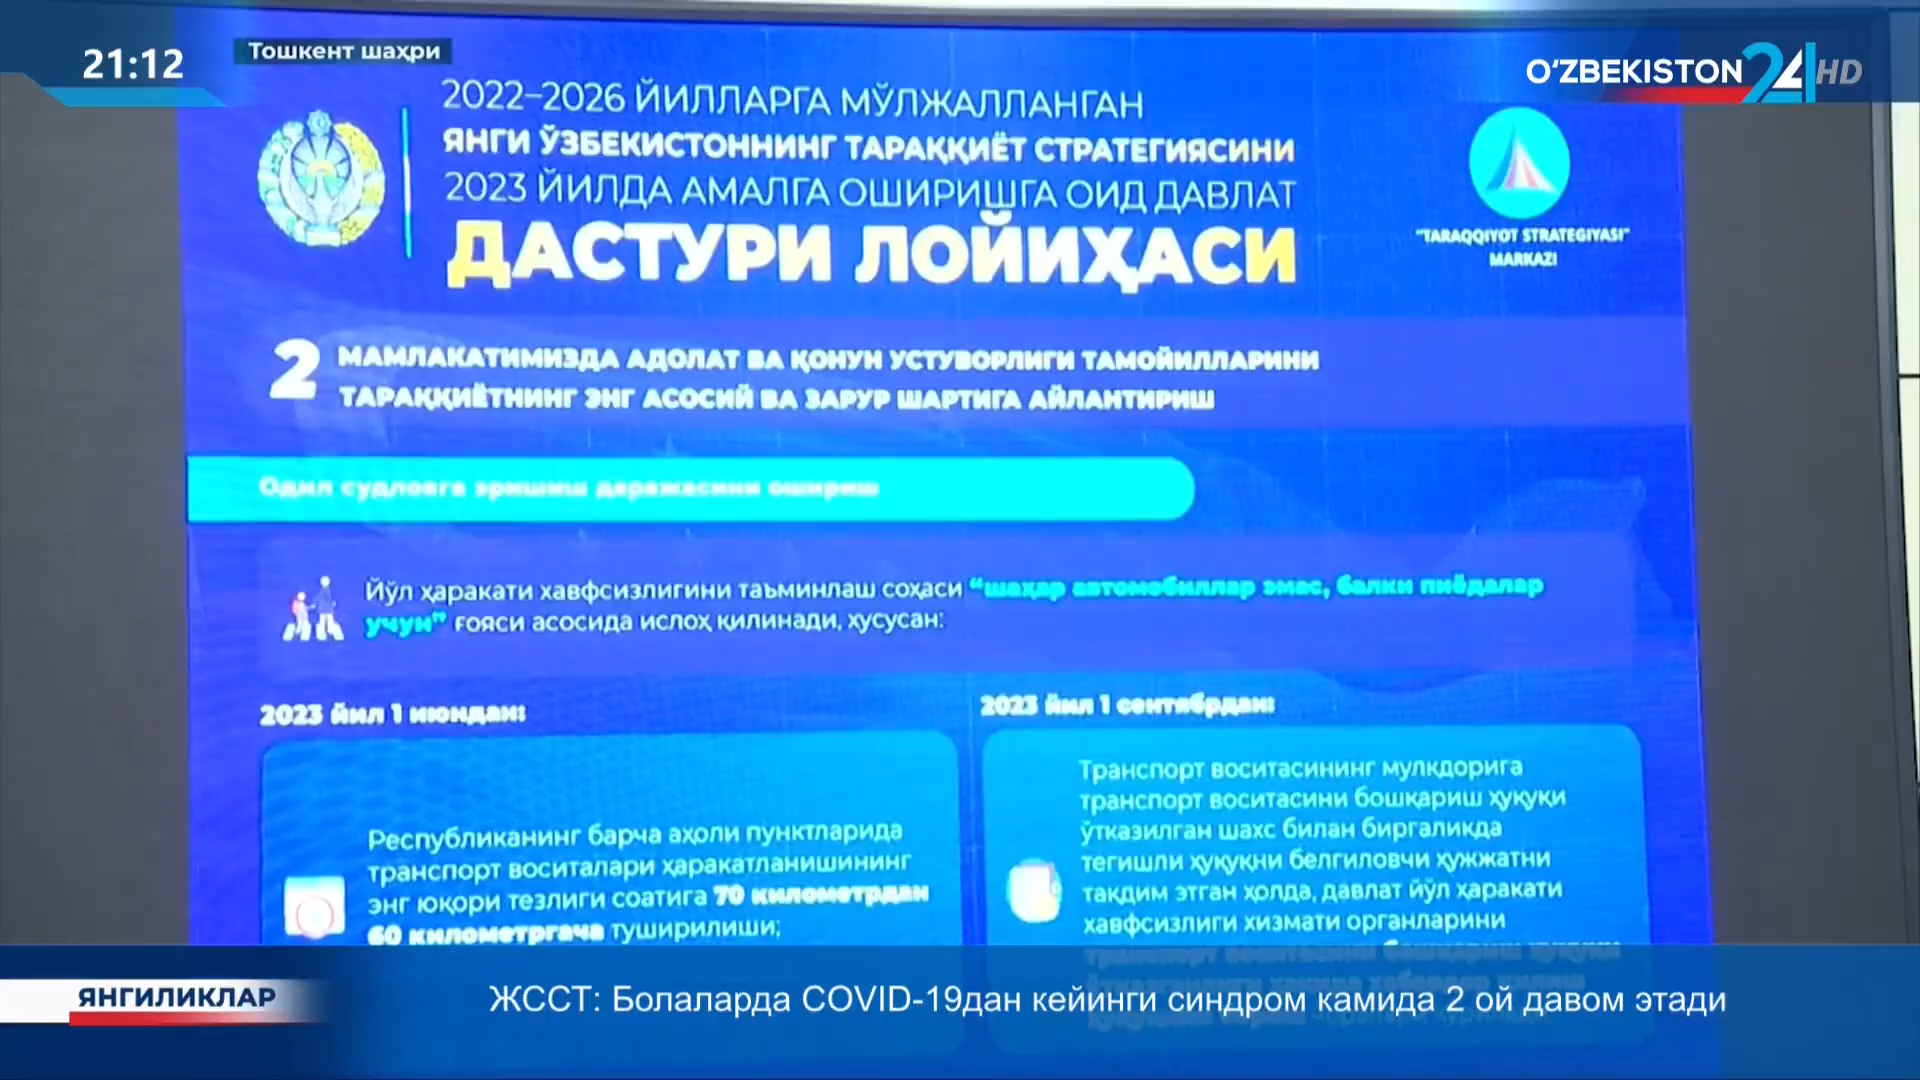 21:12
Тошкент шаҳри
O‘ZBEKISTON 24 HD
2022–2026 ЙИЛЛАРГА МЎЛЖАЛЛАНГАН
ЯНГИ ЎЗБЕКИСТОННИНГ ТАРАҚҚИЁТ СТРАТЕГИЯСИНИ
2023 ЙИЛДА АМАЛГА ОШИРИШГА ОИД ДАВЛАТ
ДАСТУРИ ЛОЙИҲАСИ
"TARAQQIYOT STRATEGIYASI"
MARKAZI
2 МАМЛАКАТИМИЗДА АДОЛАТ ВА ҚОНУН УСТУВОРЛИГИ ТАМОЙИЛЛАРИНИ
ТАРАҚҚИЁТНИНГ ЭНГ АСОСИЙ ВА ЗАРУР ШАРТИГА АЙЛАНТИРИШ
Одил судловга эришиш даражасини ошириш
Йўл ҳаракати хавфсизлигини таъминлаш соҳаси "шаҳар автомобиллар эмас, балки пиёдалар
учун" ғояси асосида ислоҳ қилинади, хусусан:
2023 йил 1 июндан:
Республиканинг барча аҳоли пунктларида
транспорт воситалари ҳаракатланишининг
энг юқори тезлиги соатига 70 километрдан
60 километргача туширилиши;
2023 йил 1 сентябрдан:
Транспорт воситасининг мулкдорига
транспорт воситасини бошқариш ҳуқуқи
ўтказилган шахс билан биргаликда
тегишли ҳуқуқни белгиловчи ҳужжатни
тақдим этган ҳолда, давлат йўл ҳаракати
хавфсизлиги хизмати органларини
транспорт воситасини бошқариш ҳуқуқи
ЯНГИЛИКЛАР
ЖССТ: Болаларда COVID-19дан кейинги синдром камида 2 ой давом этади